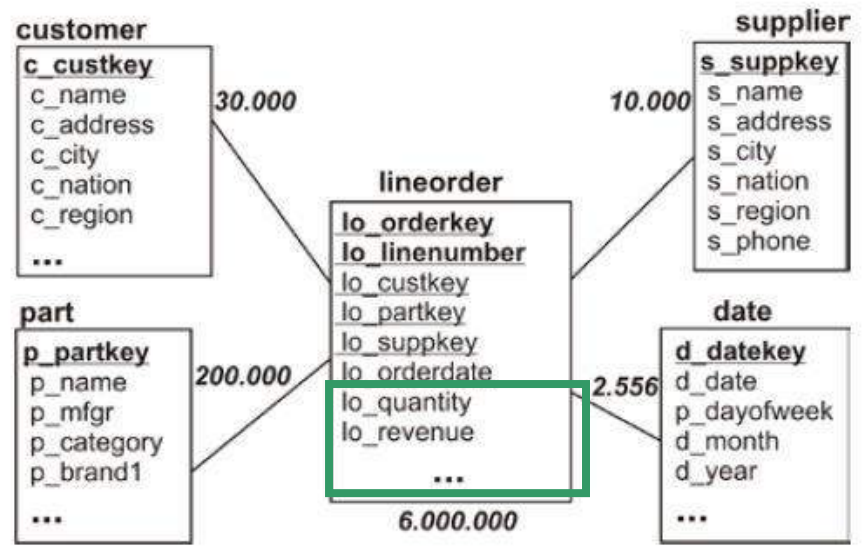 customer
c_custkey
c_name
c_address
c_city
c_nation
c_region
...
30.000
supplier
s_suppkey
s_name
s_address
s_city
s_nation
s_region
s_phone
10.000
lineorder
lo_orderkey
lo_linenumber
lo_custkey
lo_partkey
lo_suppkey
lo_orderdate
lo_quantity
lo_revenue
...
6.000.000
part
p_partkey
p_name
p_mfgr
p_category
p_brand1
...
200.000
date
d_datekey
d_date
p_dayofweek
d_month
d_year
...
2.556